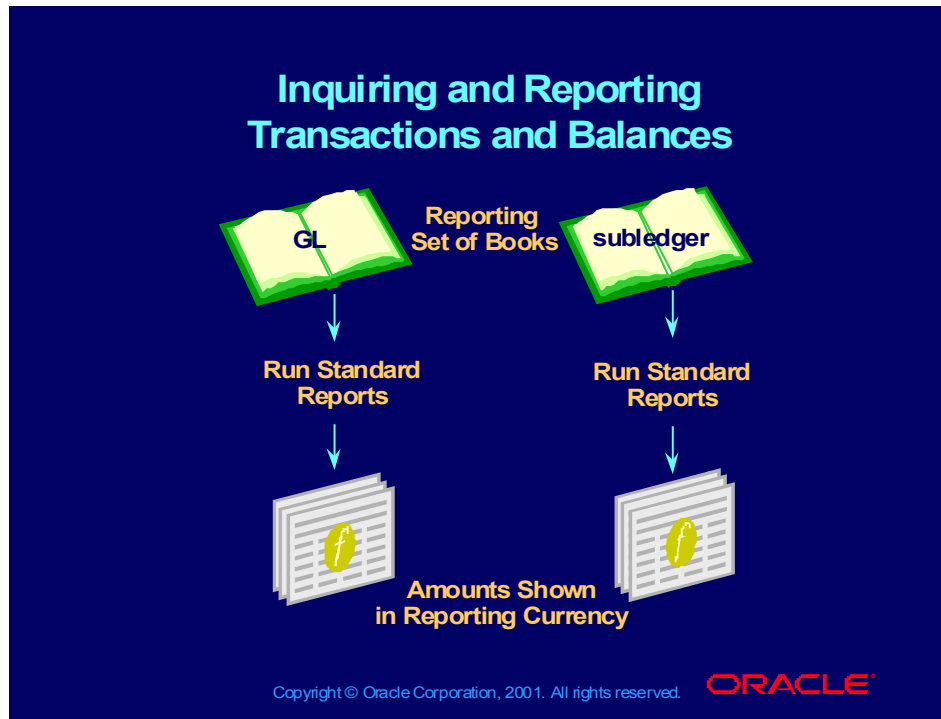 Inquiring and Reporting
Transactions and Balances
GL
Reporting
Set of Books
subledger
Run Standard
Reports
Run Standard
Reports
f
f
Amounts Shown
in Reporting Currency
Copyright © Oracle Corporation, 2001. All rights reserved.
ORACLE®